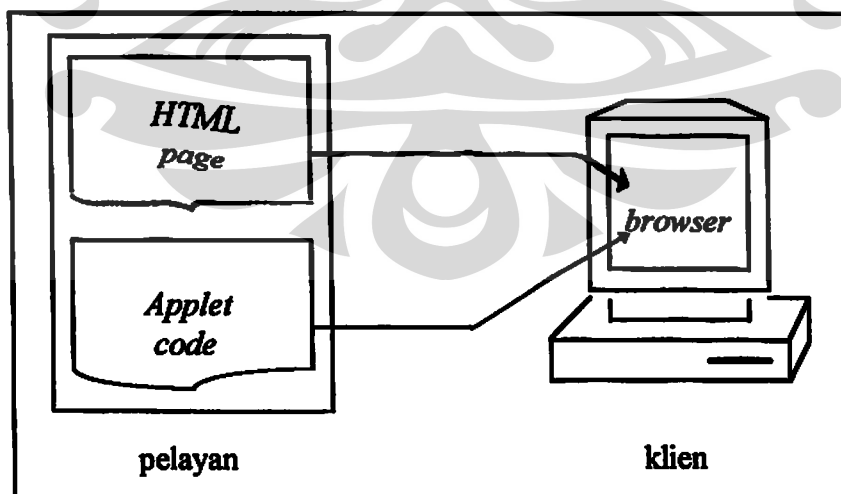 HTML
page
browser
Applet
code
pelayan
klien